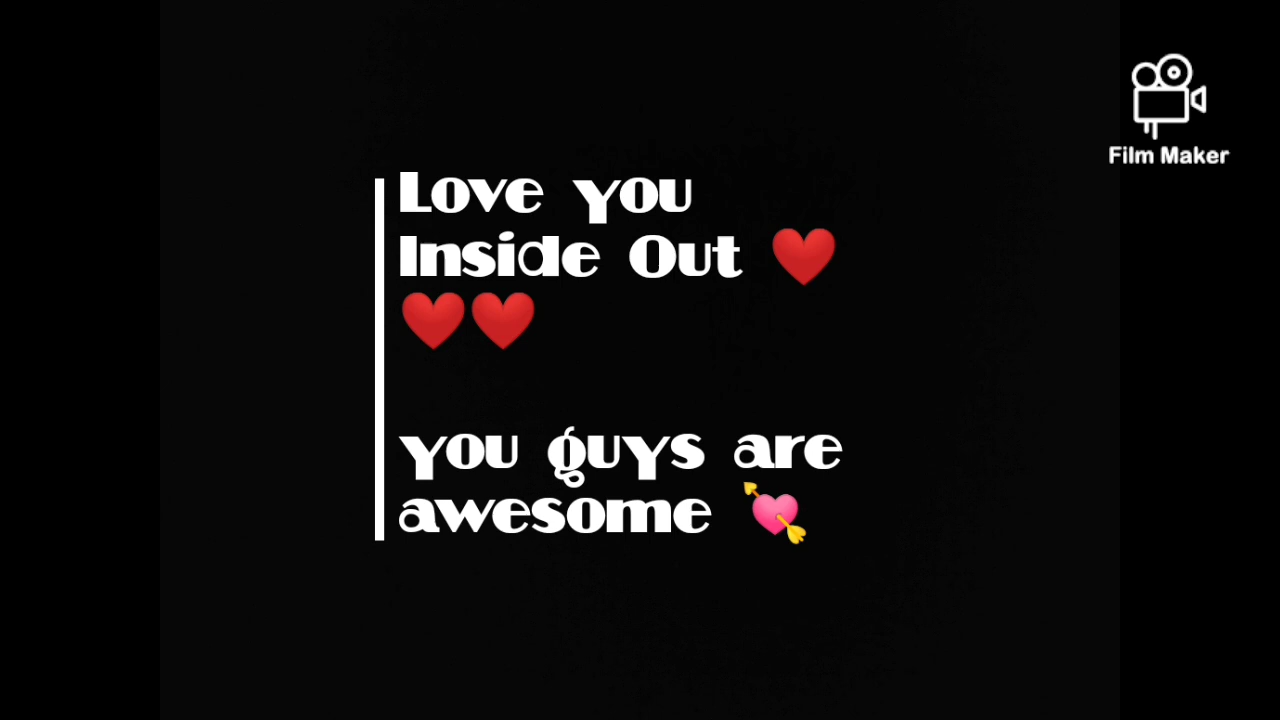 Film Maker
Love you
Inside Out ❤️
❤️❤️
you guys are
awesome 💘